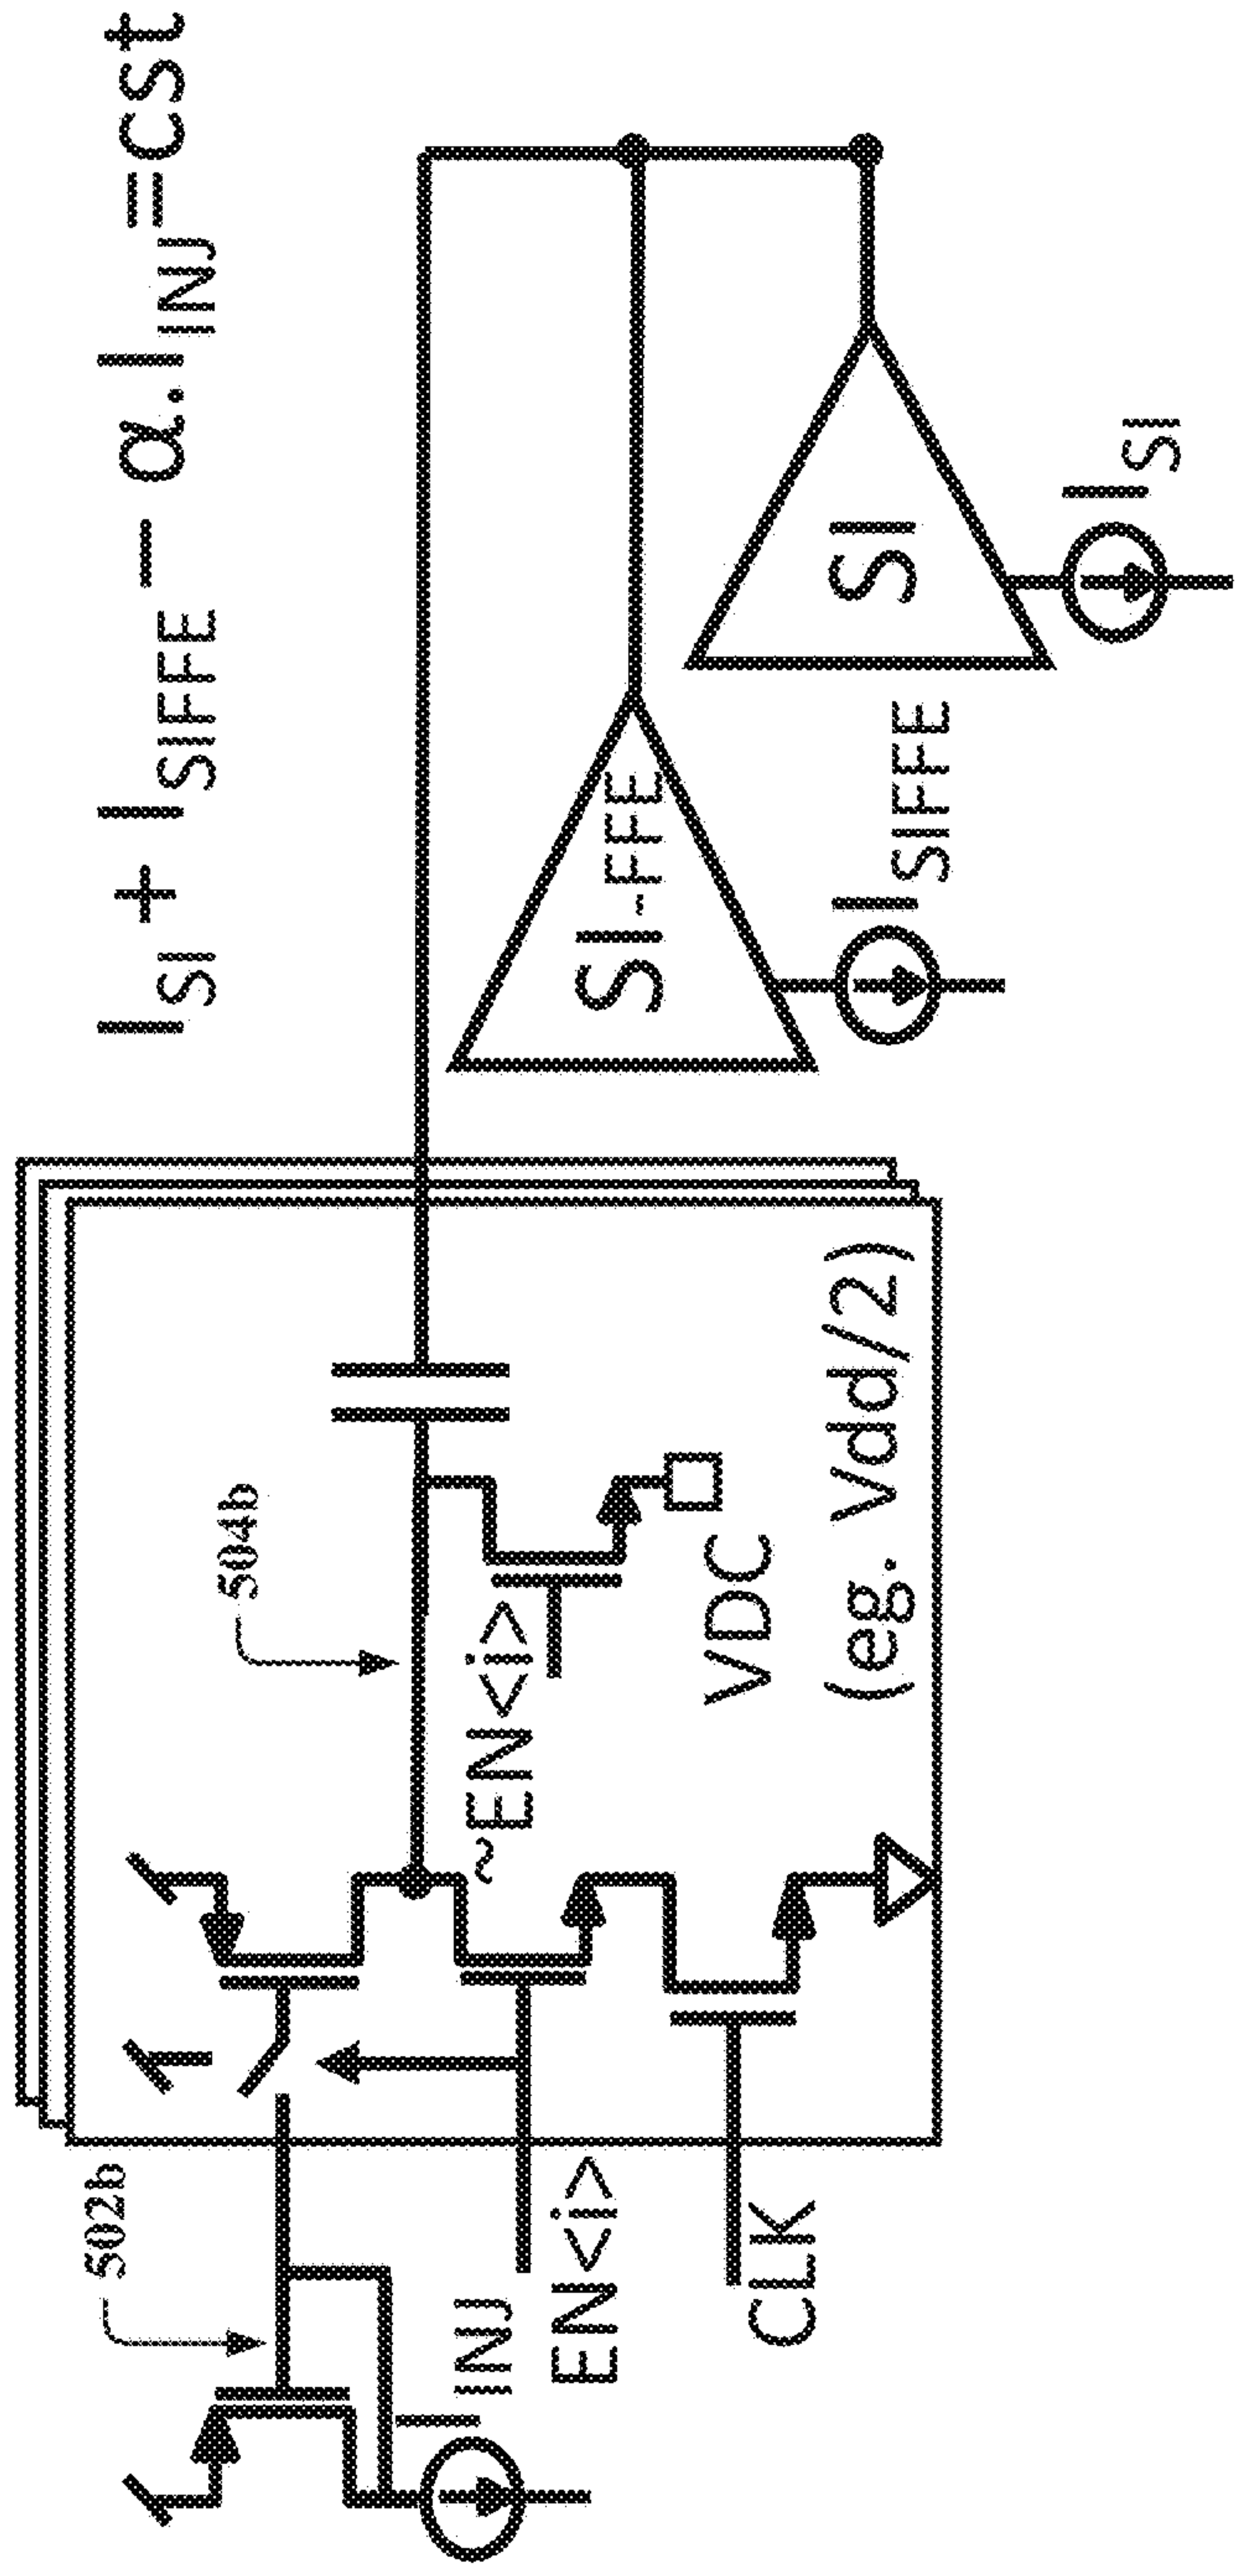 I_SI + I_SIFFE − α.I_INJ =CSt
502b
504b
I_INJ
EN<i>
CLK
~EN<i>
VDC
(eg. Vdd/2)
SI-FFE
I_SIFFE
SI
I_SI